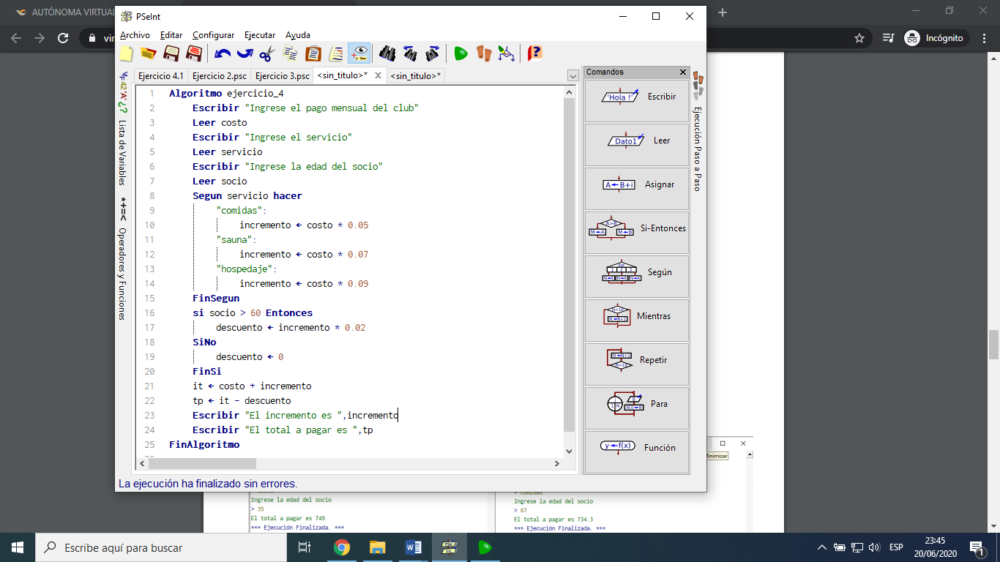 AUTÓNOMA VIRTUAL
PSeInt
Incógnito
Archivo Editar Configurar Ejecutar Ayuda
Ejercicio 4.1 Ejercicio 2.psc Ejercicio 3.psc <sin_titulo>* <sin_titulo>*
Lista de Variables
*+=< Operadores y Funciones
1 Algoritmo ejercicio_4
2 Escribir "Ingrese el pago mensual del club"
3 Leer costo
4 Escribir "Ingrese el servicio"
5 Leer servicio
6 Escribir "Ingrese la edad del socio"
7 Leer socio
8 Segun servicio hacer
9 "comidas":
10 incremento ← costo * 0.05
11 "sauna":
12 incremento ← costo * 0.07
13 "hospedaje":
14 incremento ← costo * 0.09
15 FinSegun
16 si socio > 60 Entonces
17 descuento ← incremento * 0.02
18 SiNo
19 descuento ← 0
20 FinSi
21 it ← costo + incremento
22 tp ← it - descuento
23 Escribir "El incremento es ",incremento
24 Escribir "El total a pagar es ",tp
25 FinAlgoritmo
Comandos
'Hola !' Escribir
Dato1 Leer
A←B+i Asignar
A>B M←A M←B Si-Entonces
1 2 3 N←A N←A N←A Según
N<10 N←N+1 Mientras
N←N+1 N=10 Repetir
Para
y←f(x) Función
Ejecución Paso a Paso
La ejecución ha finalizado sin errores.
Minimizar
Ingrese la edad del socio
> 35
El total a pagar es 749
*** Ejecución Finalizada. ***
> comidas
Ingrese la edad del socio
> 67
El total a pagar es 734.3
*** Ejecución Finalizada. ***
Escribe aquí para buscar
ESP
23:45
20/06/2020
1